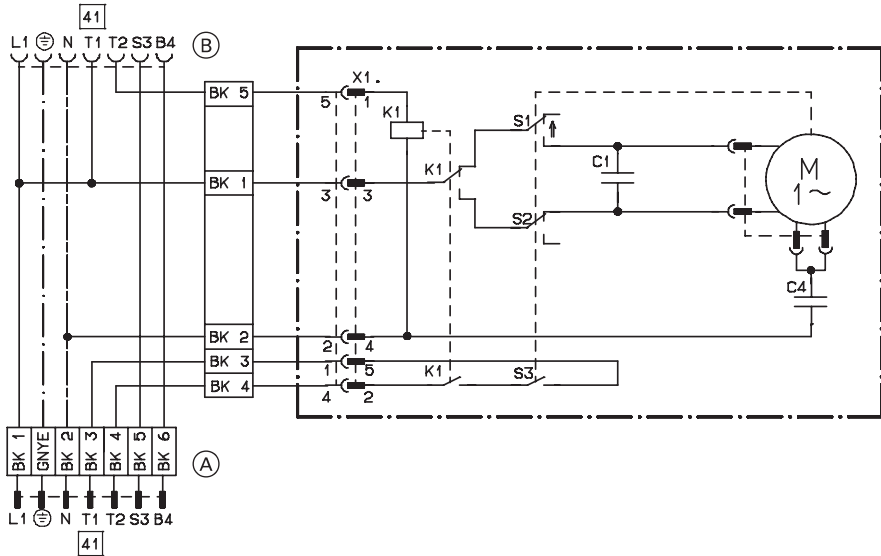 41
L1 N T1 T2 S3 B4 B
BK 5
X1.
5 1
K1
S1
C1
M
1~
BK 1
3 3
K1
S2
C4
BK 2
2 4
BK 3
1 5
BK 4
4 2
K1 S3
BK 1 GNYE BK 2 BK 3 BK 4 BK 5 BK 6 A
L1 N T1 T2 S3 B4
41